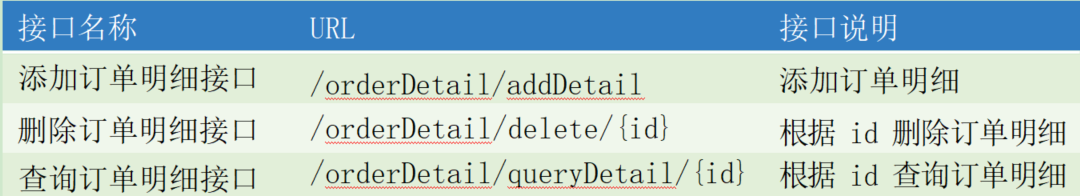 接口名称 URL 接口说明
添加订单明细接口 /orderDetail/addDetail 添加订单明细
删除订单明细接口 /orderDetail/delete/{id} 根据 id 删除订单明细
查询订单明细接口 /orderDetail/queryDetail/{id} 根据 id 查询订单明细